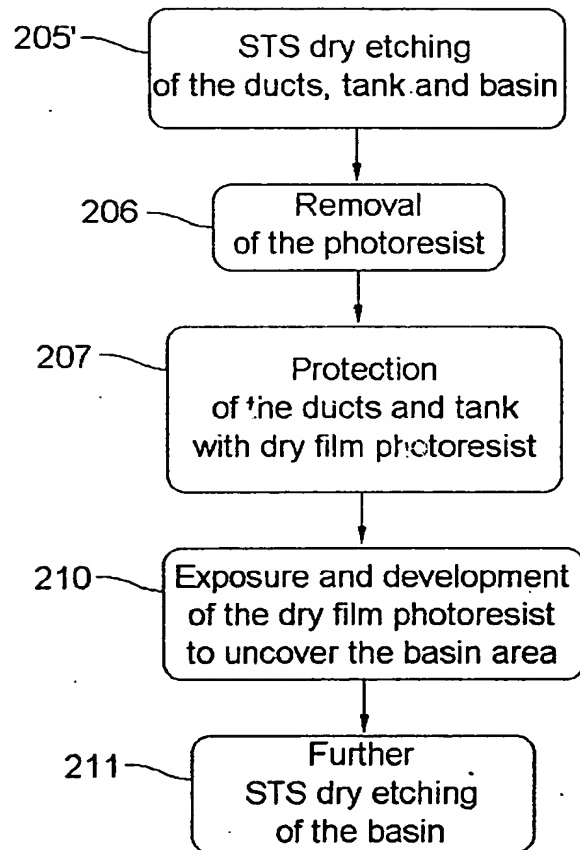 205'
STS dry etching
of the ducts, tank and basin
206
Removal
of the photoresist
207
Protection
of the ducts and tank
with dry film photoresist
210
Exposure and development
of the dry film photoresist
to uncover the basin area
211
Further
STS dry etching
of the basin